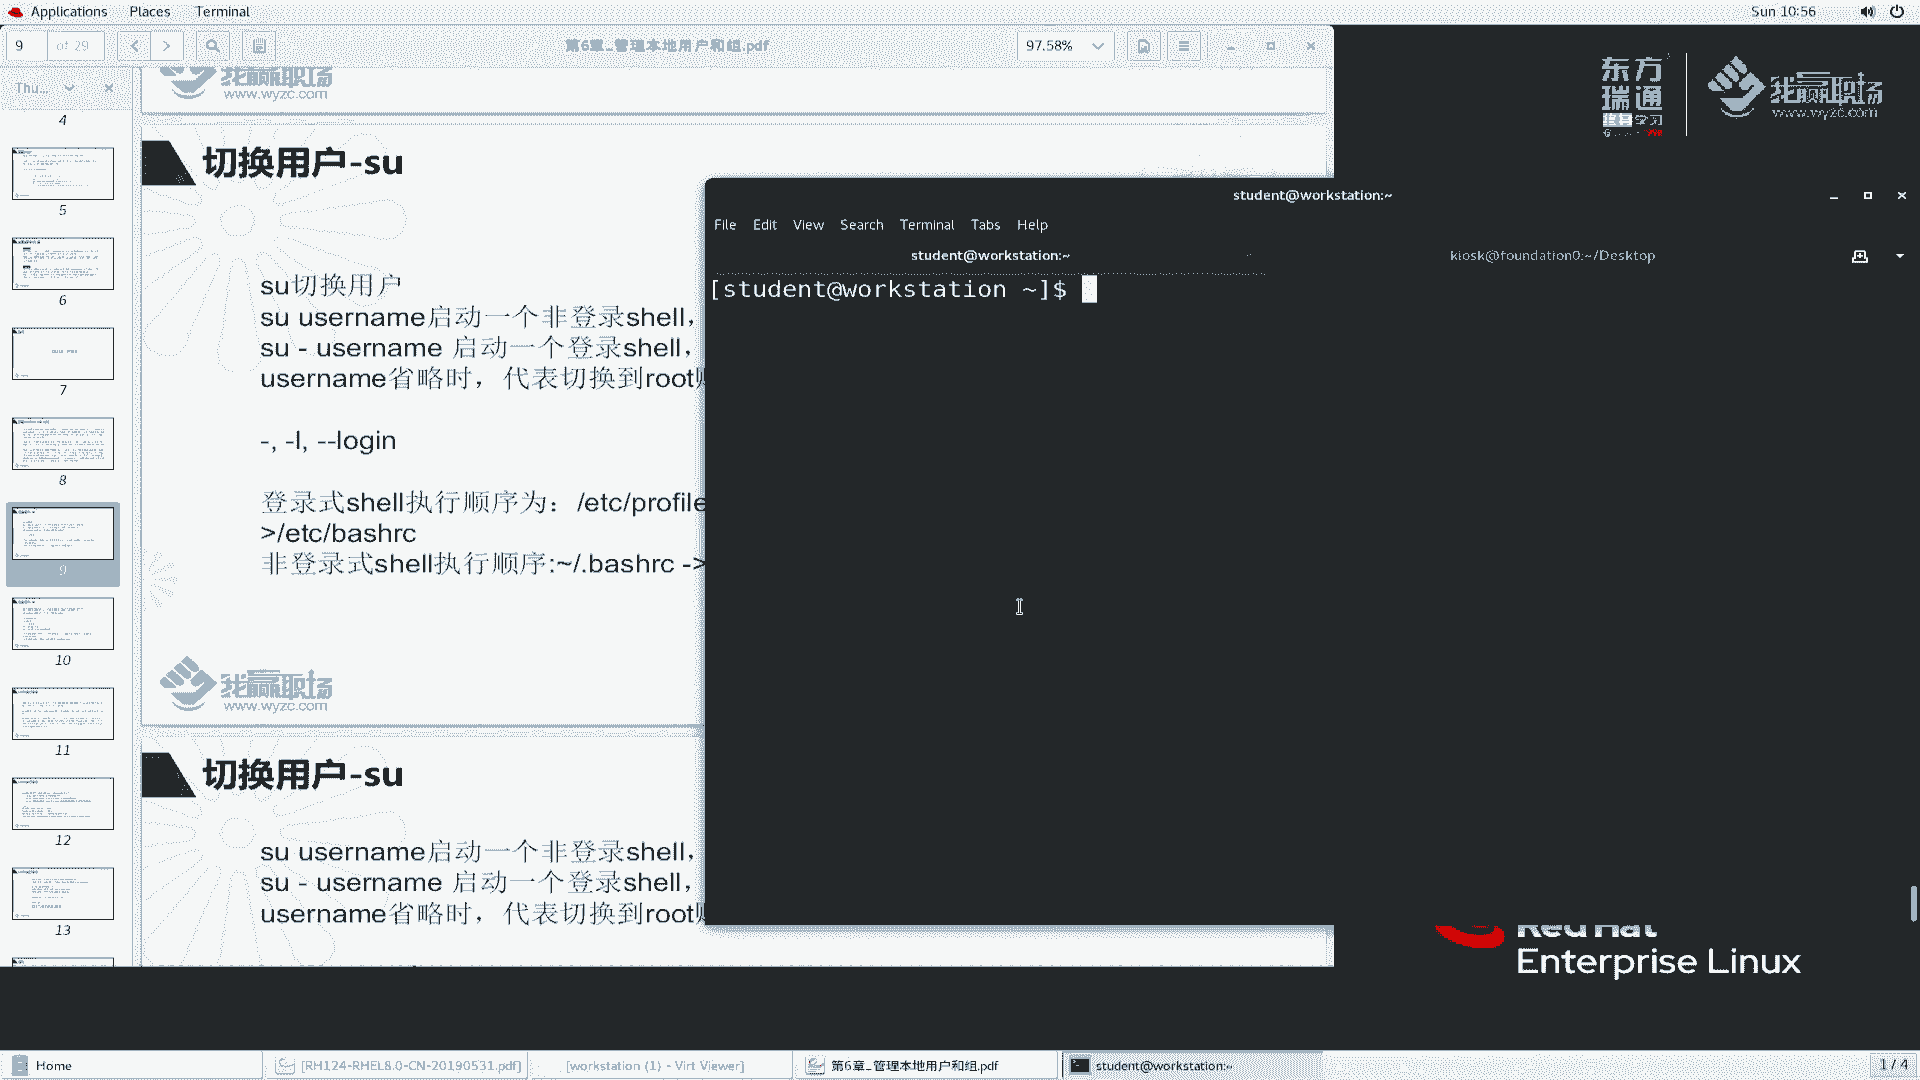 Applications Places Terminal
Sun 10:56
9 of 29
第6章_管理本地用户和组.pdf
97.58%
Thu...
4
5
6
7
8
9
10
11
12
13
我赢职场
www.wyzc.com
切换用户-su
su切换用户
su username启动一个非登录shell，
su - username 启动一个登录shell，
username省略时，代表切换到root
-, -l, --login
登录式shell执行顺序为：/etc/profile
>/etc/bashrc
非登录式shell执行顺序:~/.bashrc ->
我赢职场
www.wyzc.com
切换用户-su
su username启动一个非登录shell，
su - username 启动一个登录shell，
username省略时，代表切换到root
student@workstation:~
File Edit View Search Terminal Tabs Help
student@workstation:~
kiosk@foundation0:~/Desktop
[student@workstation ~]$
东方
瑞通
终身学习
我赢职场
www.wyzc.com
Red Hat
Enterprise Linux
Home
[RH124-RHEL8.0-CN-20190531.pdf]
[workstation (1) - Virt Viewer]
第6章_管理本地用户和组.pdf
student@workstation:~
1 / 4